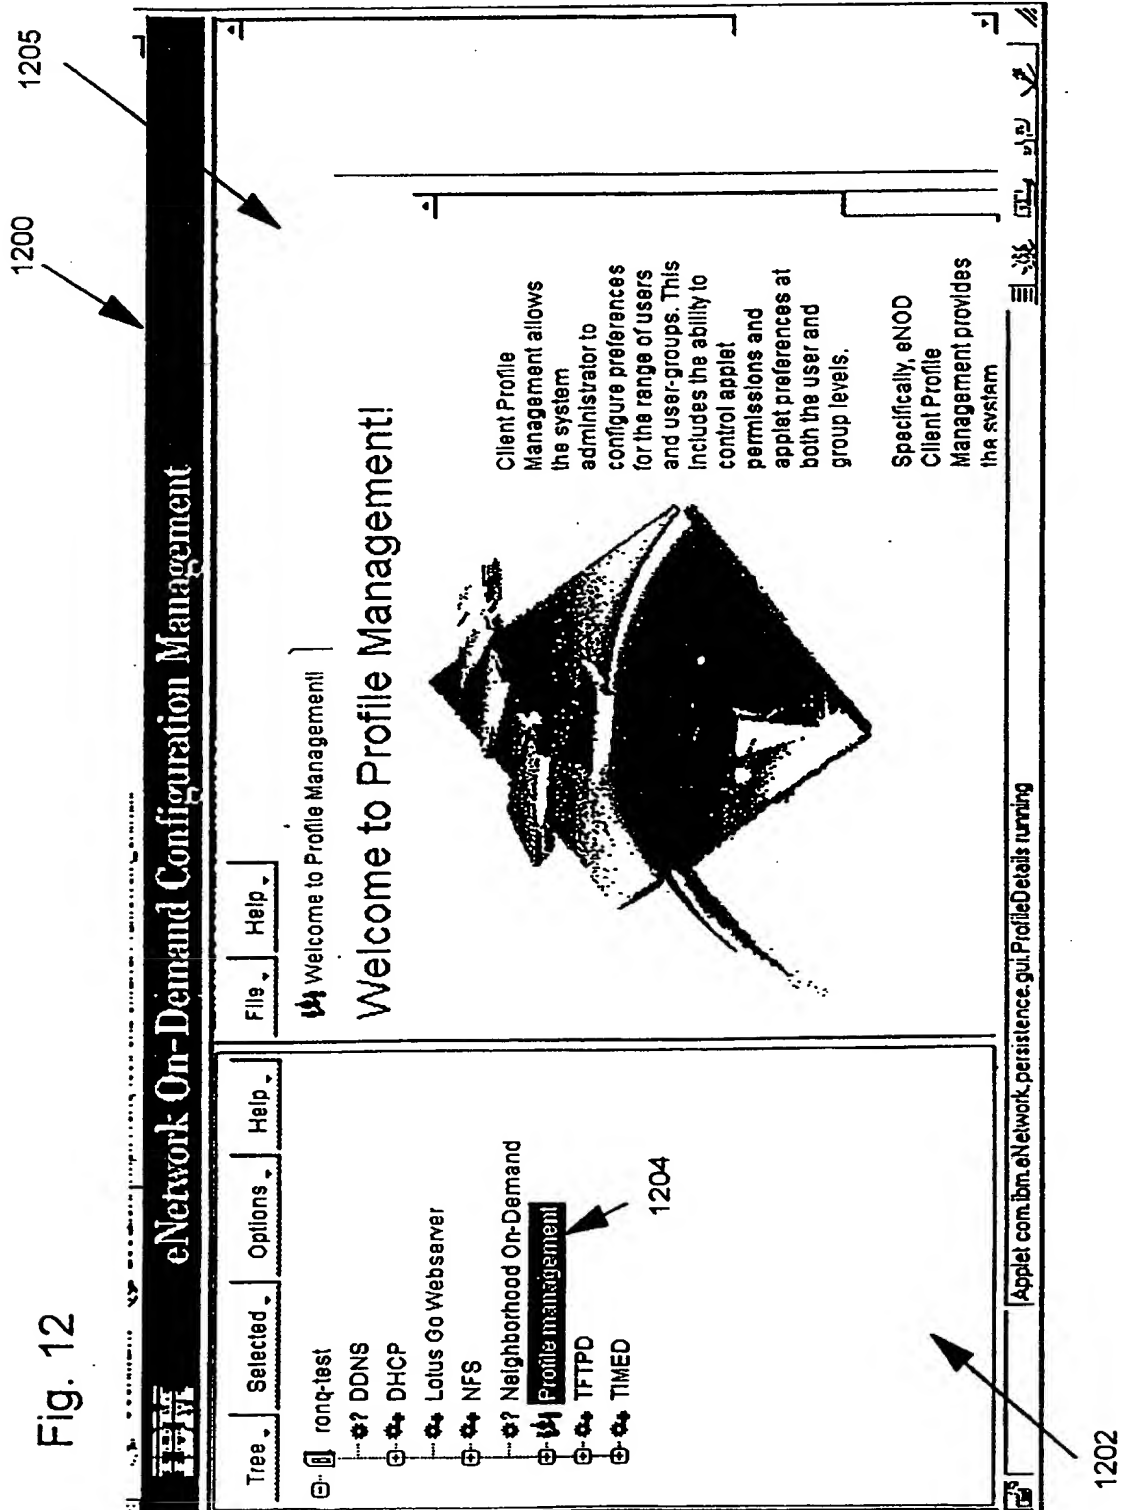 Fig. 12
1200
1205
IBM
eNetwork On-Demand Configuration Management
Tree
Selected
Options
Help
ronq-test
? DDNS
DHCP
Lotus Go Webserver
NFS
? Neighborhood On-Demand
Profile management
TFTPD
TIMED
1204
1202
File
Help
Welcome to Profile Management!
Welcome to Profile Management!
Client Profile
Management allows
the system
administrator to
configure preferences
for the range of users
and user-groups. This
includes the ability to
control applet
permissions and
applet preferences at
both the user and
group levels.
Specifically, eNOD
Client Profile
Management provides
the system
Applet com.ibm.eNetwork.persistence.gui.ProfileDetails running